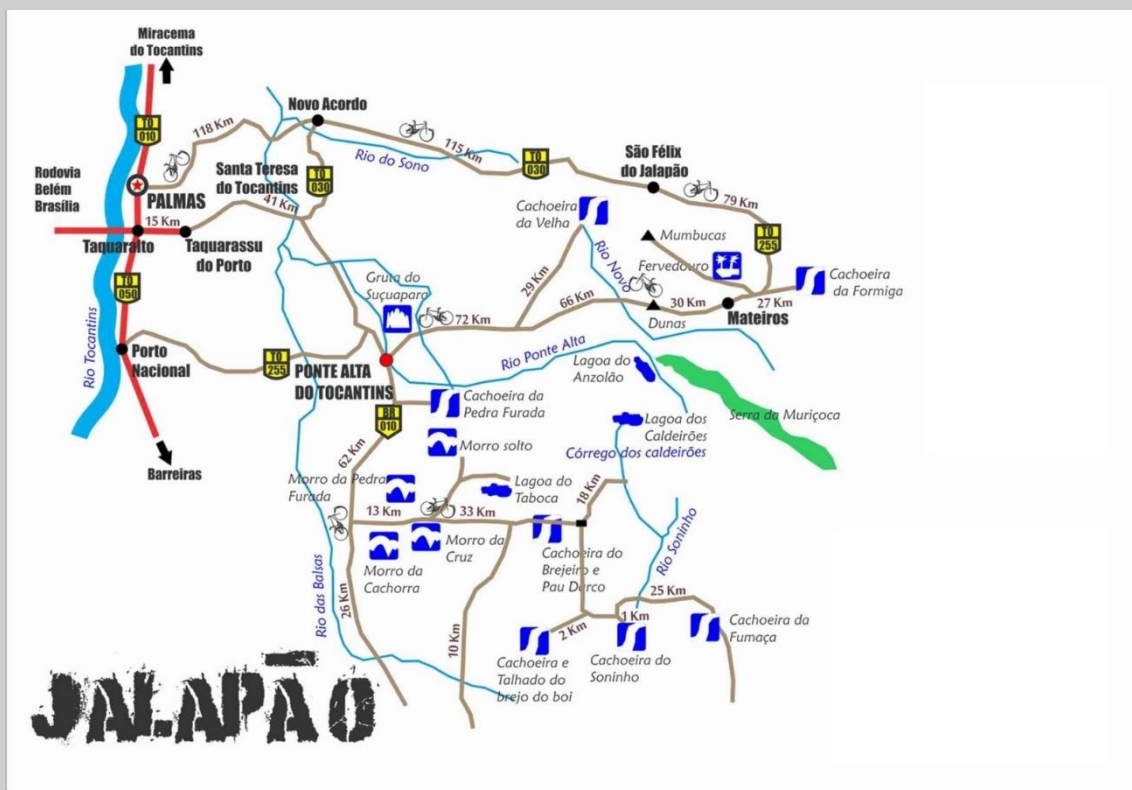 Miracema
do Tocantins
TO
010
118 Km
Novo Acordo
Rio do Sono
115 Km
TO
030
São Félix
do Jalapão
79 Km
Rodovia
Belém
Brasília
Santa Teresa
do Tocantins
TO
030
41 Km
PALMAS
15 Km
Taquaralto
Taquarassu
do Porto
Cachoeira
da Velha
Mumbucas
TO
255
Fervedouro
Rio Novo
Cachoeira
da Formiga
TO
050
Gruta do
Suçuapara
29 Km
66 Km
30 Km
27 Km
Mateiros
Dunas
72 Km
Rio Tocantins
Porto
Nacional
TO
255
PONTE ALTA
DO TOCANTINS
Rio Ponte Alta
Lagoa do
Anzolão
Cachoeira da
Pedra Furada
BR
010
Serra da Muriçoca
Lagoa dos
Caldeirões
Córrego dos caldeirões
Morro solto
Barreiras
62 Km
Morro da Pedra
Furada
Lagoa do
Taboca
18 Km
13 Km
33 Km
Morro da
Cruz
Morro da
Cachorra
Cachoeira do
Brejeiro e
Pau Darco
Rio Soninho
Rio das Balsas
26 Km
10 Km
25 Km
1 Km
2 Km
Cachoeira da
Fumaça
Cachoeira e
Talhado do
brejo do boi
Cachoeira do
Soninho
JALAPÃO